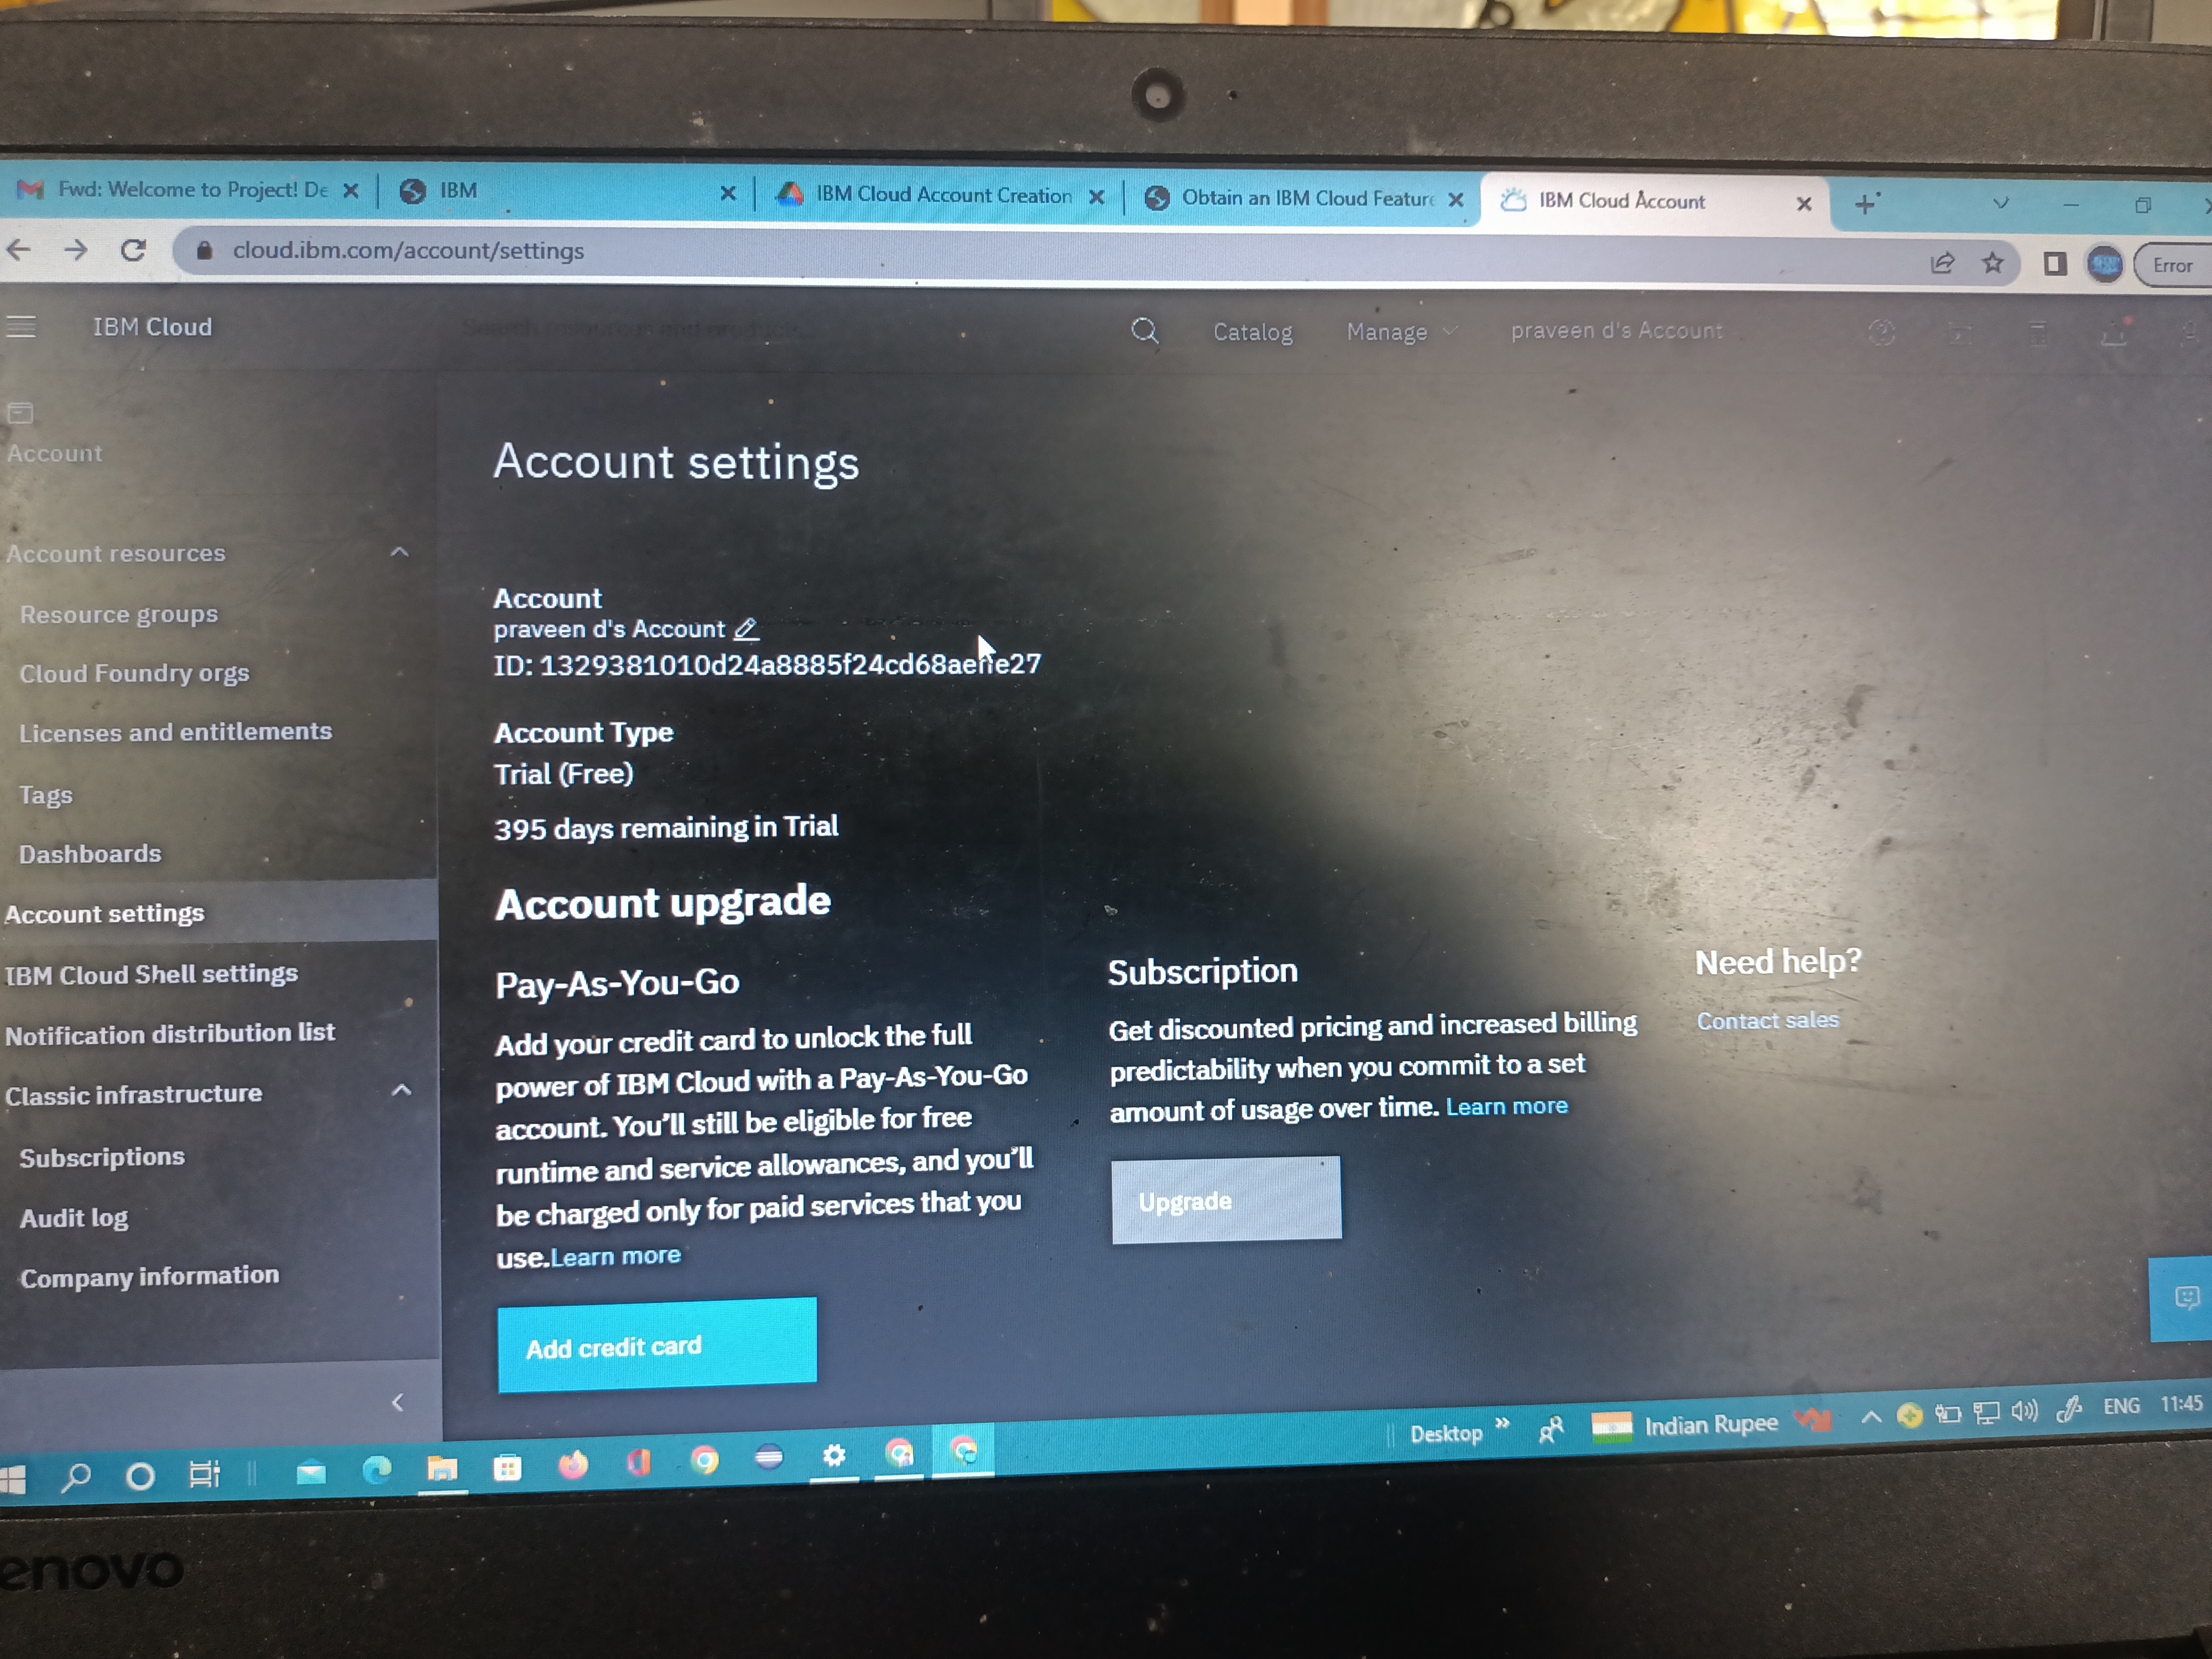 Fwd: Welcome to Project! De
IBM
IBM Cloud Account Creation
Obtain an IBM Cloud Feature
IBM Cloud Account
cloud.ibm.com/account/settings
Error
IBM Cloud
Search resources and products...
Catalog
Manage
praveen d's Account
Account
Account resources
Resource groups
Cloud Foundry orgs
Licenses and entitlements
Tags
Dashboards
Account settings
IBM Cloud Shell settings
Notification distribution list
Classic infrastructure
Subscriptions
Audit log
Company information
Account settings
Account
praveen d's Account
ID:
Account Type
Trial (Free)
395 days remaining in Trial
Account upgrade
Pay-As-You-Go
Add your credit card to unlock the full
power of IBM Cloud with a Pay-As-You-Go
account. You'll still be eligible for free
runtime and service allowances, and you'll
be charged only for paid services that you
use.Learn more
Add credit card
Subscription
Get discounted pricing and increased billing
predictability when you commit to a set
amount of usage over time. Learn more
Upgrade
Need help?
Contact sales
Desktop
Indian Rupee
ENG
11:45
enovo